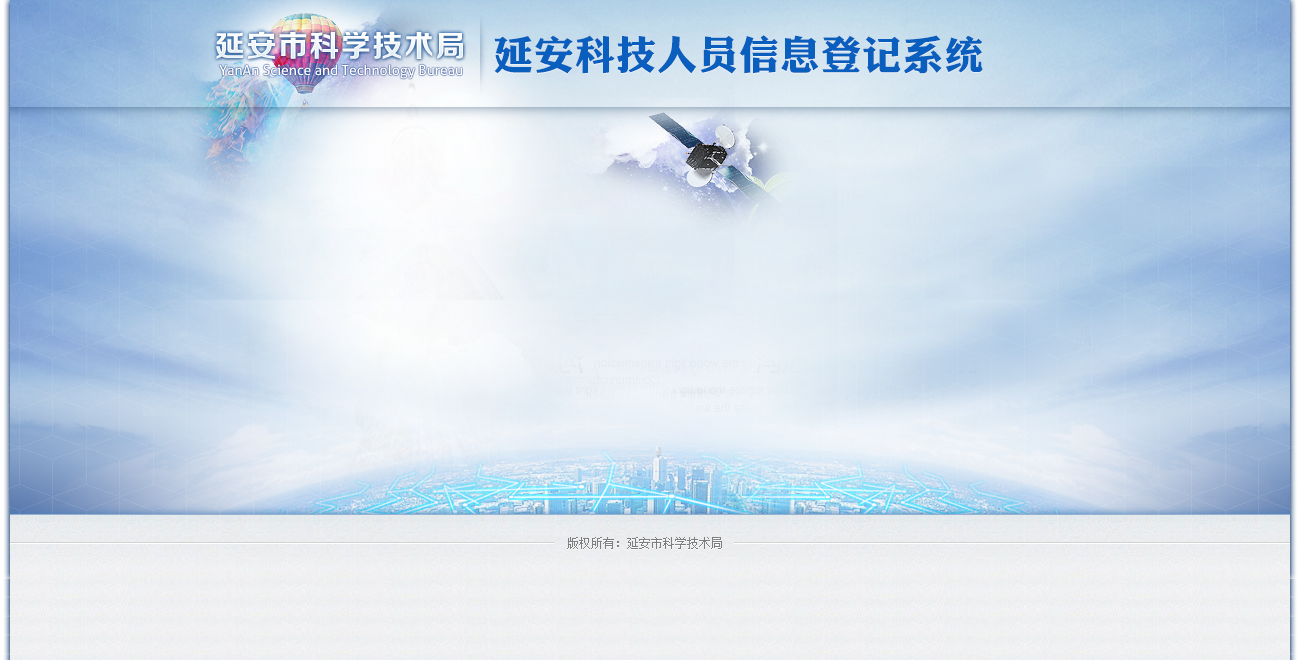 延安市科学技术局
YanAn Science and Technology Bureau
延安科技人员信息登记系统
版权所有：延安市科学技术局